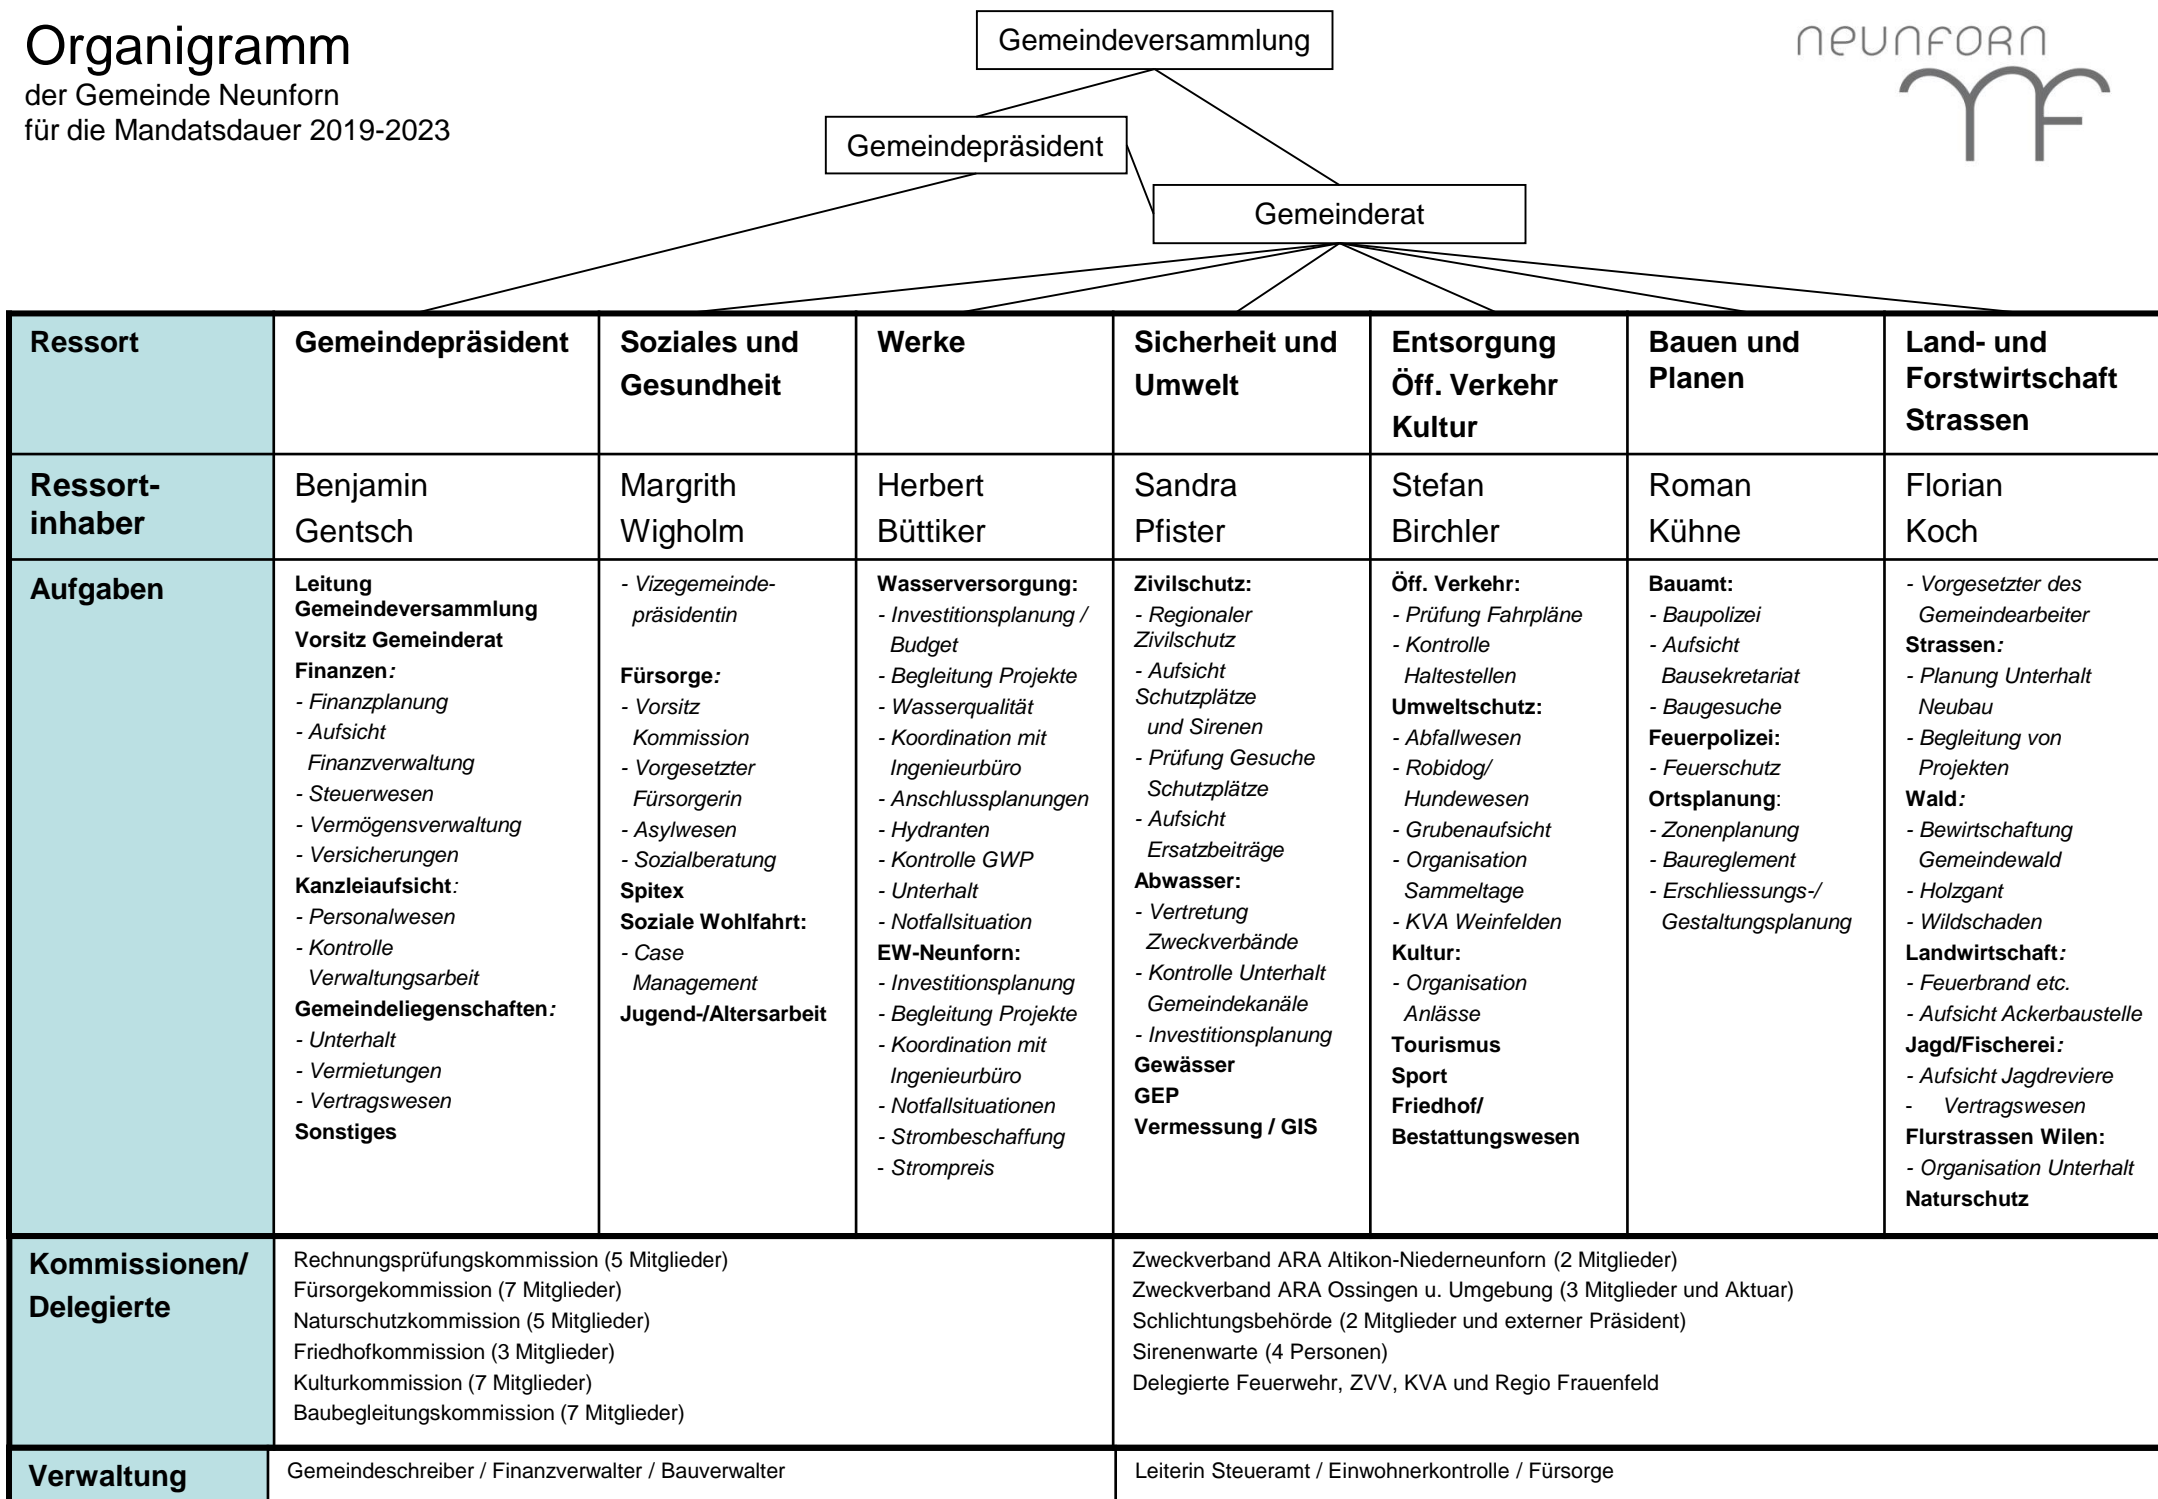 Organigramm
der Gemeinde Neunforn
für die Mandatsdauer 2019-2023
Gemeindeversammlung
Gemeindepräsident
Gemeinderat
neunforn
Ressort
Gemeindepräsident
Soziales und
Gesundheit
Werke
Sicherheit und
Umwelt
Entsorgung
Öff. Verkehr
Kultur
Bauen und
Planen
Land- und
Forstwirtschaft
Strassen
Ressort-
inhaber
Benjamin
Gentsch
Margrith
Wigholm
Herbert
Büttiker
Sandra
Pfister
Stefan
Birchler
Roman
Kühne
Florian
Koch
Aufgaben
Leitung
Gemeindeversammlung
Vorsitz Gemeinderat
Finanzen:
- Finanzplanung
- Aufsicht
Finanzverwaltung
- Steuerwesen
- Vermögensverwaltung
- Versicherungen
Kanzleiaufsicht:
- Personalwesen
- Kontrolle
Verwaltungsarbeit
Gemeindeliegenschaften:
- Unterhalt
- Vermietungen
- Vertragswesen
Sonstiges
- Vizegemeinde-
präsidentin
Fürsorge:
- Vorsitz
Kommission
- Vorgesetzter
Fürsorgerin
- Asylwesen
- Sozialberatung
Spitex
Soziale Wohlfahrt:
- Case
Management
Jugend-/Altersarbeit
Wasserversorgung:
- Investitionsplanung /
Budget
- Begleitung Projekte
- Wasserqualität
- Koordination mit
Ingenieurbüro
- Anschlussplanungen
- Hydranten
- Kontrolle GWP
- Unterhalt
- Notfallsituation
EW-Neunforn:
- Investitionsplanung
- Begleitung Projekte
- Koordination mit
Ingenieurbüro
- Notfallsituationen
- Strombeschaffung
- Strompreis
Zivilschutz:
- Regionaler
Zivilschutz
- Aufsicht
Schutzplätze
und Sirenen
- Prüfung Gesuche
Schutzplätze
- Aufsicht
Ersatzbeiträge
Abwasser:
- Vertretung
Zweckverbände
- Kontrolle Unterhalt
Gemeindekanäle
- Investitionsplanung
Gewässer
GEP
Vermessung / GIS
Öff. Verkehr:
- Prüfung Fahrpläne
- Kontrolle
Haltestellen
Umweltschutz:
- Abfallwesen
- Robidog/
Hundewesen
- Grubenaufsicht
- Organisation
Sammeltage
- KVA Weinfelden
Kultur:
- Organisation
Anlässe
Tourismus
Sport
Friedhof/
Bestattungswesen
Bauamt:
- Baupolizei
- Aufsicht
Bausekretariat
- Baugesuche
Feuerpolizei:
- Feuerschutz
Ortsplanung:
- Zonenplanung
- Baureglement
- Erschliessungs-/
Gestaltungsplanung
- Vorgesetzter des
Gemeindearbeiter
Strassen:
- Planung Unterhalt
Neubau
- Begleitung von
Projekten
Wald:
- Bewirtschaftung
Gemeindewald
- Holzgant
- Wildschaden
Landwirtschaft:
- Feuerbrand etc.
- Aufsicht Ackerbaustelle
Jagd/Fischerei:
- Aufsicht Jagdreviere
- Vertragswesen
Flurstrassen Wilen:
- Organisation Unterhalt
Naturschutz
Kommissionen/
Delegierte
Rechnungsprüfungskommission (5 Mitglieder)
Fürsorgekommission (7 Mitglieder)
Naturschutzkommission (5 Mitglieder)
Friedhofkommission (3 Mitglieder)
Kulturkommission (7 Mitglieder)
Baubegleitungskommission (7 Mitglieder)
Zweckverband ARA Altikon-Niederneunforn (2 Mitglieder)
Zweckverband ARA Ossingen u. Umgebung (3 Mitglieder und Aktuar)
Schlichtungsbehörde (2 Mitglieder und externer Präsident)
Sirenenwarte (4 Personen)
Delegierte Feuerwehr, ZVV, KVA und Regio Frauenfeld
Verwaltung
Gemeindeschreiber / Finanzverwalter / Bauverwalter
Leiterin Steueramt / Einwohnerkontrolle / Fürsorge